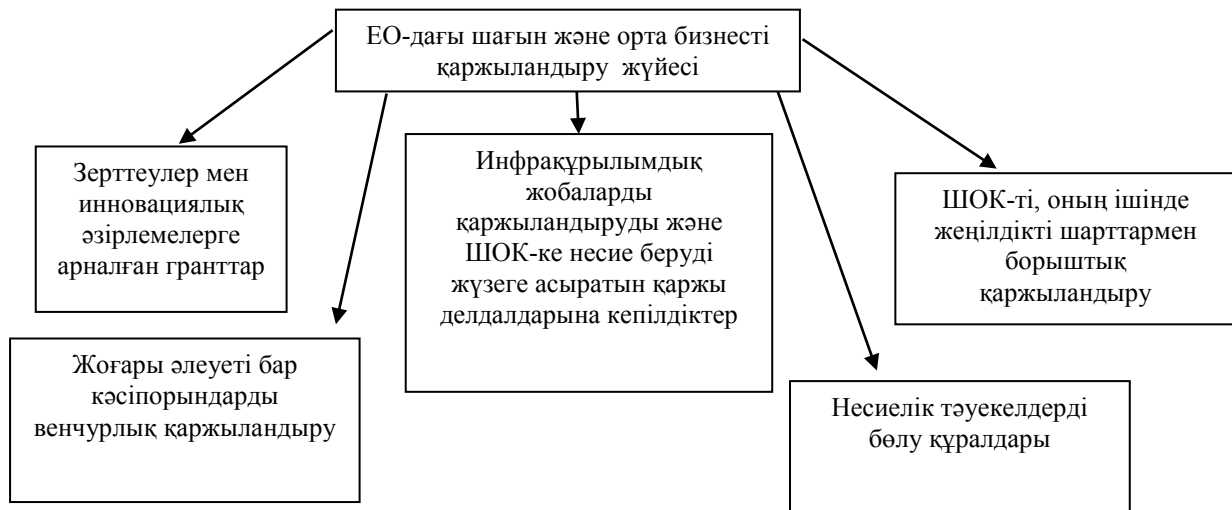 ЕО-дағы шағын және орта бизнесті
қаржыландыру жүйесі
Зерттеулер мен
инновациялық
әзірлемелерге
арналған гранттар
Инфрақұрылымдық
жобаларды
қаржыландыруды және
ШОК-ке несие беруді
жүзеге асыратын қаржы
делдалдарына кепілдіктер
ШОК-ті, оның ішінде
жеңілдікті шарттармен
борыштық
қаржыландыру
Жоғары әлеуеті бар
кәсіпорындарды
венчурлық қаржыландыру
Несиелік тәуекелдерді
бөлу құралдары